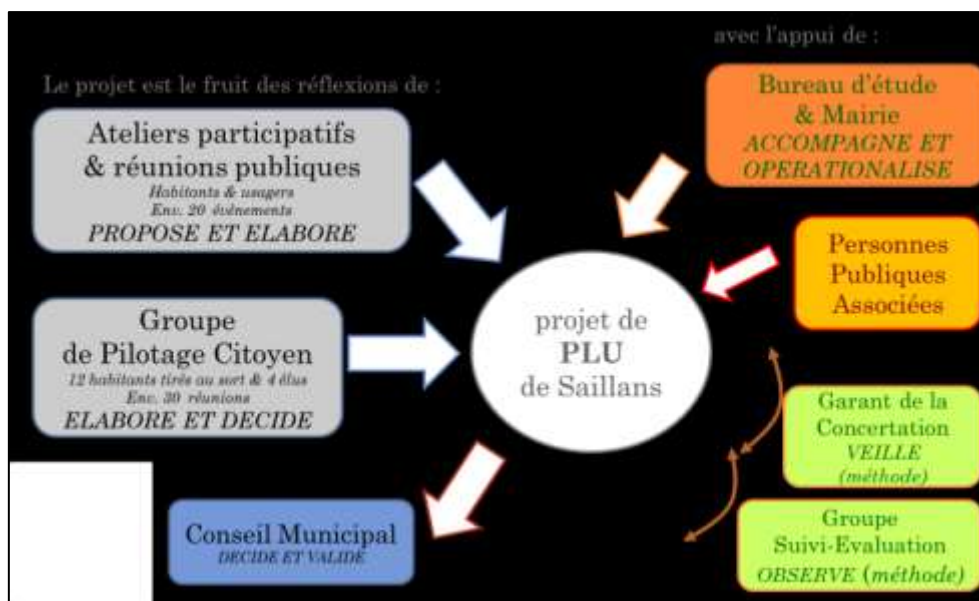 Le projet est le fruit des réflexions de :
Ateliers participatifs
& réunions publiques
Habitants & usagers
Env. 20 événements
PROPOSE ET ELABORE
Groupe
de Pilotage Citoyen
12 habitants tirés au sort & 4 élus
Env. 30 réunions
ELABORE ET DECIDE
projet de
PLU
de Saillans
Conseil Municipal
DECIDE ET VALIDE
avec l'appui de :
Bureau d'étude
& Mairie
ACCOMPAGNE ET
OPERATIONALISE
Personnes
Publiques
Associées
Garant de la
Concertation
VEILLE
(méthode)
Groupe
Suivi-Evaluation
OBSERVE (méthode)